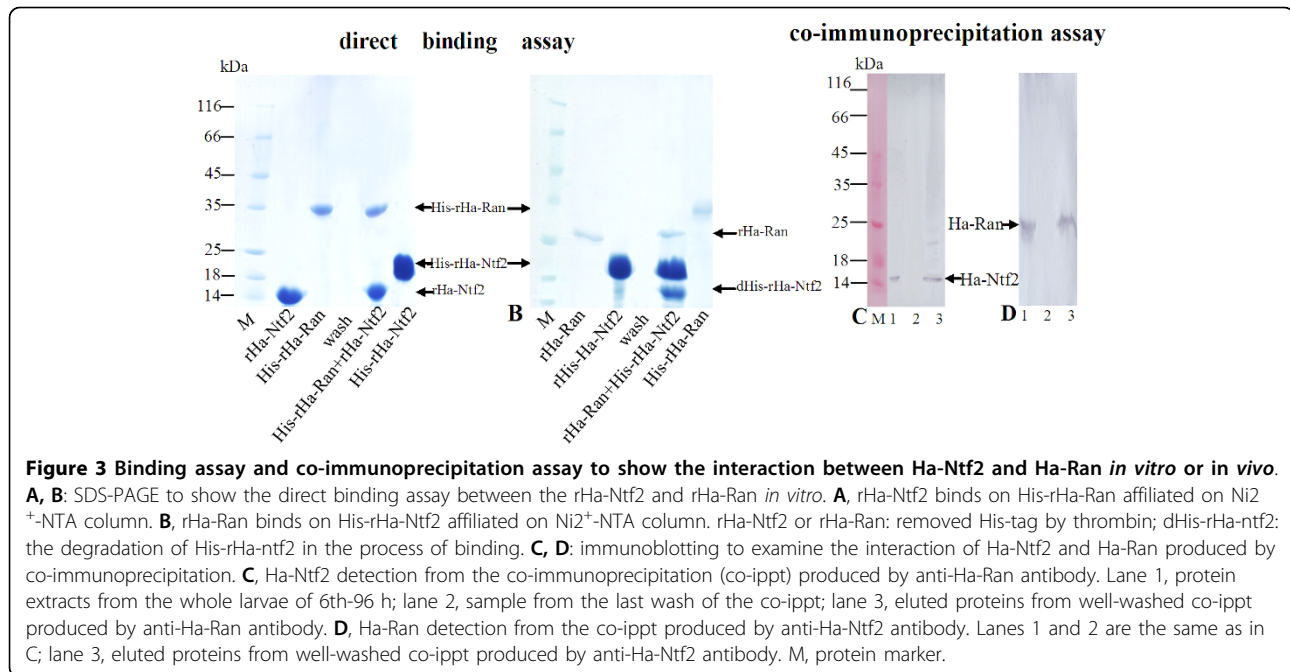 direct binding assay
co-immunoprecipitation assay
kDa
116
66
45
35
25
18
14
His-rHa-Ran
His-rHa-Ntf2
rHa-Ntf2
M
rHa-Ntf2
His-rHa-Ran
wash
His-rHa-Ran+rHa-Ntf2
His-rHa-Ntf2
B
rHa-Ran
dHis-rHa-Ntf2
M
rHa-Ran
rHis-Ha-Ntf2
wash
rHa-Ran+His-rHa-Ntf2
His-rHa-Ran
kDa
116
66
45
35
25
18
14
Ha-Ran
Ha-Ntf2
C M 1 2 3
D 1 2 3
Figure 3 Binding assay and co-immunoprecipitation assay to show the interaction between Ha-Ntf2 and Ha-Ran in vitro or in vivo.
A, B: SDS-PAGE to show the direct binding assay between the rHa-Ntf2 and rHa-Ran in vitro. A, rHa-Ntf2 binds on His-rHa-Ran affiliated on Ni2
+-NTA column. B, rHa-Ran binds on His-rHa-Ntf2 affiliated on Ni2+-NTA column. rHa-Ntf2 or rHa-Ran: removed His-tag by thrombin; dHis-rHa-ntf2:
the degradation of His-rHa-ntf2 in the process of binding. C, D: immunoblotting to examine the interaction of Ha-Ntf2 and Ha-Ran produced by
co-immunoprecipitation. C, Ha-Ntf2 detection from the co-immunoprecipitation (co-ippt) produced by anti-Ha-Ran antibody. Lane 1, protein
extracts from the whole larvae of 6th-96 h; lane 2, sample from the last wash of the co-ippt; lane 3, eluted proteins from well-washed co-ippt
produced by anti-Ha-Ran antibody. D, Ha-Ran detection from the co-ippt produced by anti-Ha-Ntf2 antibody. Lanes 1 and 2 are the same as in
C; lane 3, eluted proteins from well-washed co-ippt produced by anti-Ha-Ntf2 antibody. M, protein marker.